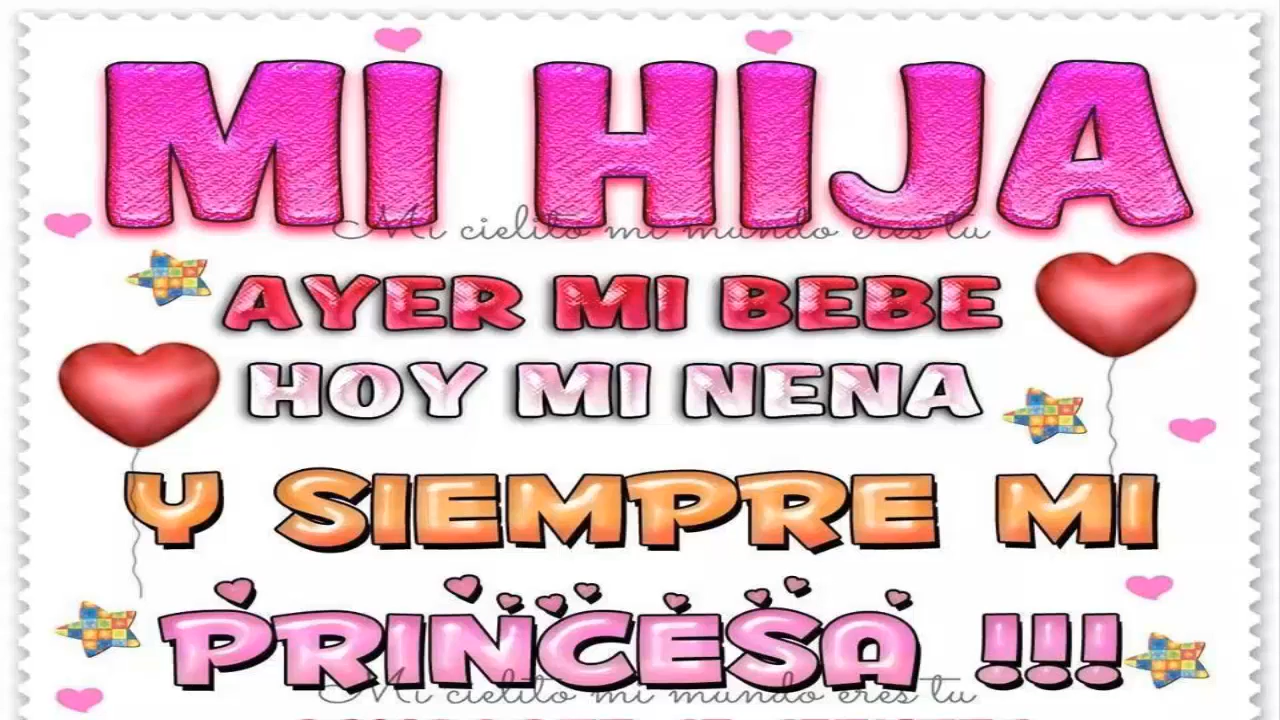 MI HIJA
Mi cielito mi mundo eres tu
AYER MI BEBE
HOY MI NENA
Y SIEMPRE MI
PRINCESA !!!
Mi cielito mi mundo eres tu